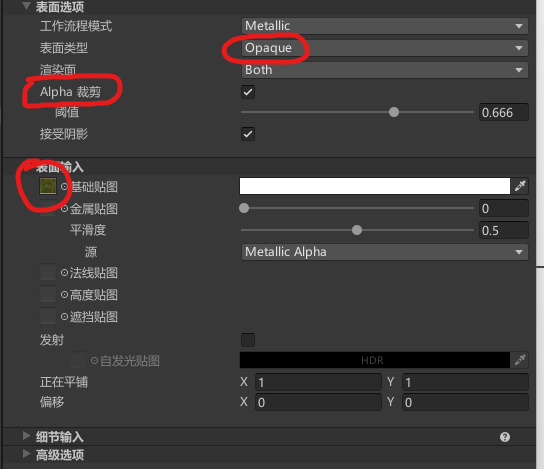 表面选项
工作流程模式 Metallic
表面类型 Opaque
渲染面 Both
Alpha 裁剪
阈值 0.666
接受阴影
表面输入
基础贴图
金属贴图 0
平滑度 0.5
源 Metallic Alpha
法线贴图
高度贴图
遮挡贴图
发射
自发光贴图 HDR
正在平铺 X 1 Y 1
偏移 X 0 Y 0
细节输入
高级选项